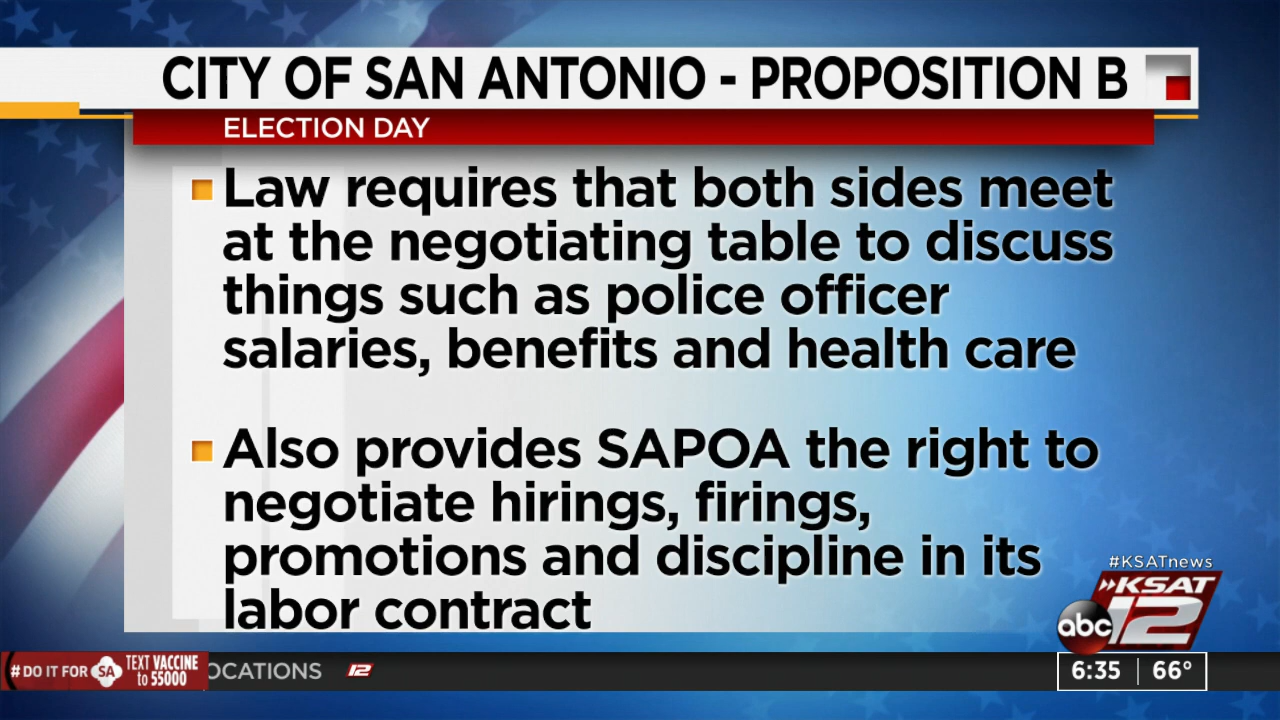 CITY OF SAN ANTONIO - PROPOSITION B
ELECTION DAY
Law requires that both sides meet
at the negotiating table to discuss
things such as police officer
salaries, benefits and health care
Also provides SAPOA the right to
negotiate hirings, firings,
promotions and discipline in its
labor contract
#KSATnews
KSAT
abc 12
#DO IT FOR SA TEXT VACCINE
to 55000
OCATIONS 12
6:35 66°